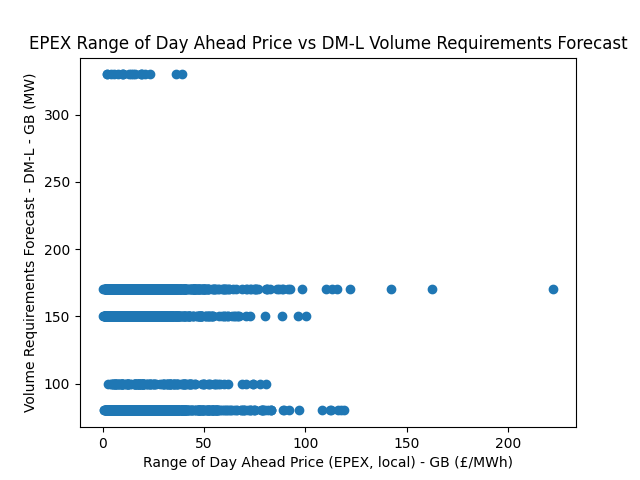 EPEX Range of Day Ahead Price vs DM-L Volume Requirements Forecast
Volume Requirements Forecast - DM-L - GB (MW)
300
250
200
150
100
0 50 100 150 200
Range of Day Ahead Price (EPEX, local) - GB (£/MWh)